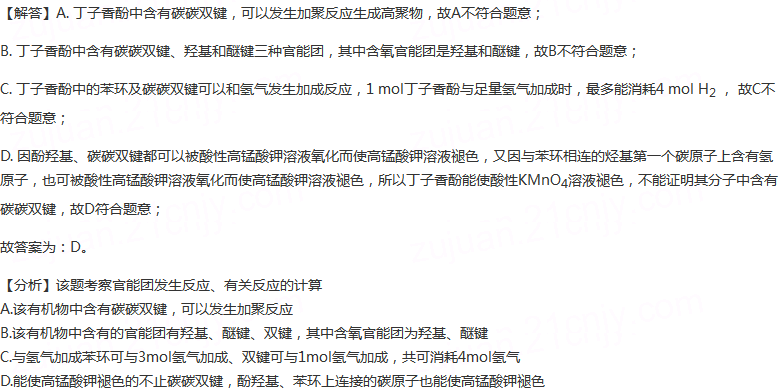 【解答】A. 丁子香酚中含有碳碳双键，可以发生加聚反应生成高聚物，故A不符合题意；
B. 丁子香酚中含有碳碳双键、羟基和醚键三种官能团，其中含氧官能团是羟基和醚键，故B不符合题意；
C. 丁子香酚中的苯环及碳碳双键可以和氢气发生加成反应，1 mol丁子香酚与足量氢气加成时，最多能消耗4 mol H₂ ，故C不
符合题意；
D. 因酚羟基、碳碳双键都可以被酸性高锰酸钾溶液氧化而使高锰酸钾溶液褪色，又因与苯环相连的烃基第一个碳原子上含有氢
原子，也可被酸性高锰酸钾溶液氧化而使高锰酸钾溶液褪色，所以丁子香酚能使酸性KMnO₄溶液褪色，不能证明其分子中含有
碳碳双键，故D符合题意；
故答案为：D。
【分析】该题考察官能团发生反应、有关反应的计算
A.该有机物中含有碳碳双键，可以发生加聚反应
B.该有机物中含有的官能团有羟基、醚键、双键，其中含氧官能团为羟基、醚键
C.与氢气加成苯环可与3mol氢气加成、双键可与1mol氢气加成，共可消耗4mol氢气
D.能使高锰酸钾褪色的不止碳碳双键，酚羟基、苯环上连接的碳原子也能使高锰酸钾褪色